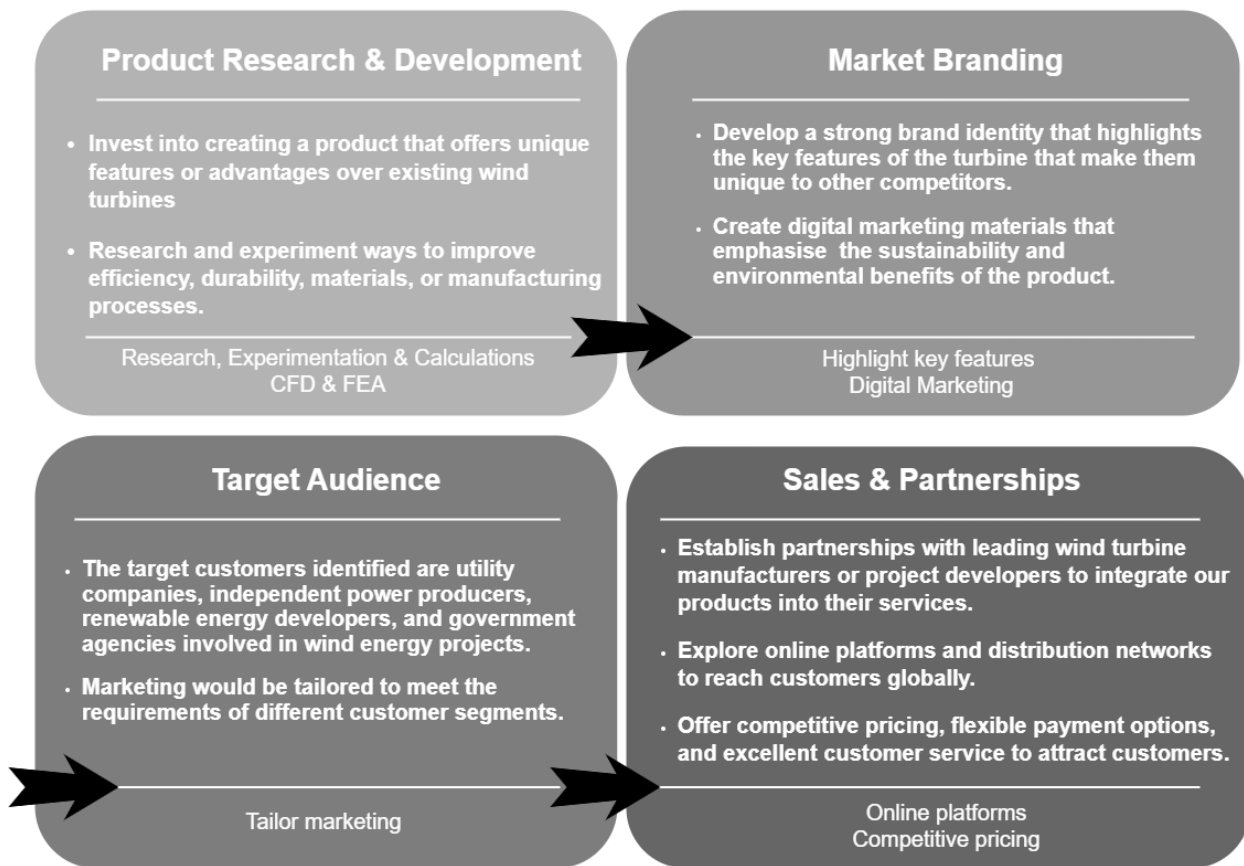 Product Research & Development
• Invest into creating a product that offers unique
features or advantages over existing wind
turbines
• Research and experiment ways to improve
efficiency, durability, materials, or manufacturing
processes.
Research, Experimentation & Calculations
CFD & FEA
Market Branding
• Develop a strong brand identity that highlights
the key features of the turbine that make them
unique to other competitors.
• Create digital marketing materials that
emphasise the sustainability and
environmental benefits of the product.
Highlight key features
Digital Marketing
Target Audience
• The target customers identified are utility
companies, independent power producers,
renewable energy developers, and government
agencies involved in wind energy projects.
• Marketing would be tailored to meet the
requirements of different customer segments.
Tailor marketing
Sales & Partnerships
• Establish partnerships with leading wind turbine
manufacturers or project developers to integrate our
products into their services.
• Explore online platforms and distribution networks
to reach customers globally.
• Offer competitive pricing, flexible payment options,
and excellent customer service to attract customers.
Online platforms
Competitive pricing